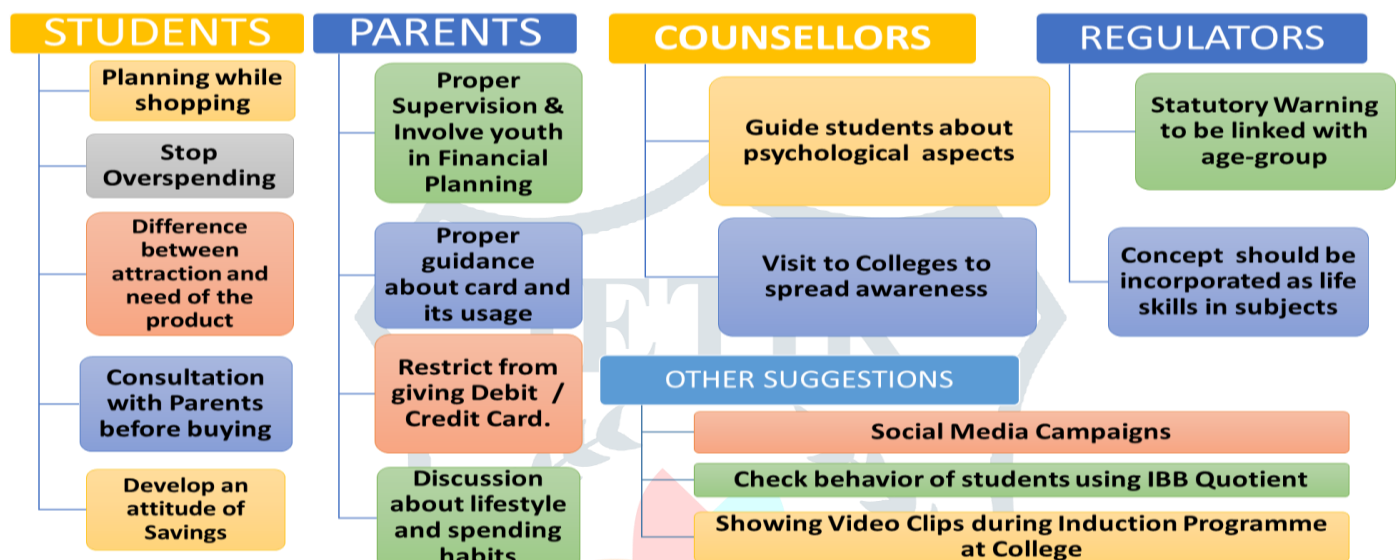 STUDENTS
Planning while
shopping
Stop
Overspending
Difference
between
attraction and
need of the
product
Consultation
with Parents
before buying
Develop an
attitude of
Savings
PARENTS
Proper
Supervision &
Involve youth
in Financial
Planning
Proper
guidance
about card and
its usage
Restrict from
giving Debit /
Credit Card.
Discussion
about lifestyle
and spending
habits
COUNSELLORS
Guide students about
psychological aspects
Visit to Colleges to
spread awareness
REGULATORS
Statutory Warning
to be linked with
age-group
Concept should be
incorporated as life
skills in subjects
OTHER SUGGESTIONS
Social Media Campaigns
Check behavior of students using IBB Quotient
Showing Video Clips during Induction Programme
at College